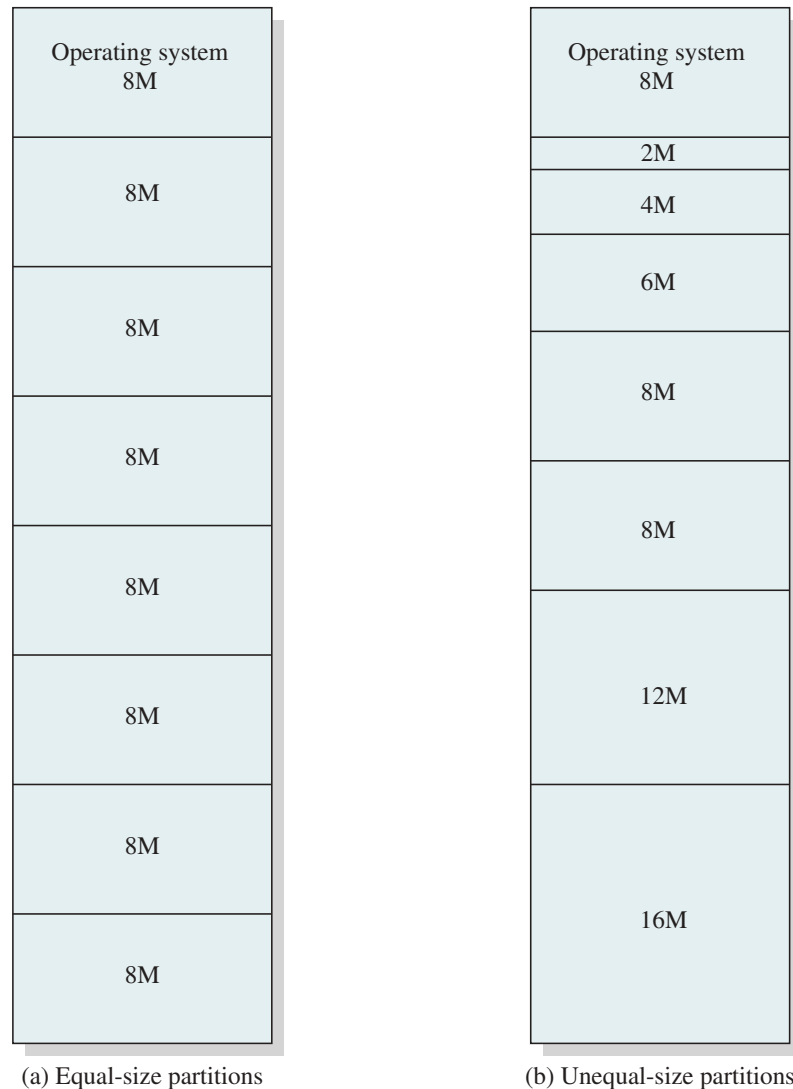 Operating system
8M
8M
8M
8M
8M
8M
8M
8M
(a) Equal-size partitions
Operating system
8M
2M
4M
6M
8M
8M
12M
16M
(b) Unequal-size partitions